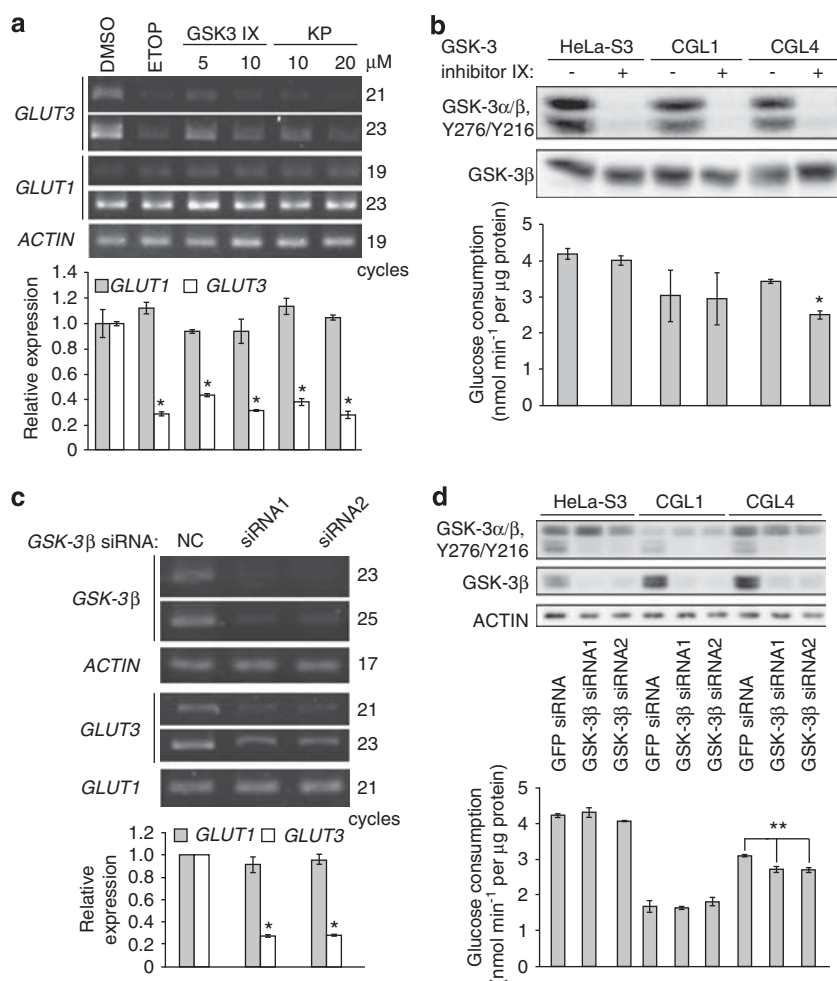 a
DMSO
ETOP
GSK3 IX
KP
5 10 10 20 μM
GLUT3
21
23
GLUT1
19
23
ACTIN
19
cycles
1.4
1.2
1.0
0.8
0.6
0.4
0.2
0
Relative expression
GLUT1 GLUT3
* * * * *
b
GSK-3
inhibitor IX:
HeLa-S3 CGL1 CGL4
- + - + - +
GSK-3α/β,
Y276/Y216
GSK-3β
5
4
3
2
1
0
Glucose consumption
(nmol min-1 per μg protein)
*
c
GSK-3β siRNA:
NC
siRNA1
siRNA2
GSK-3β
23
25
ACTIN
17
GLUT3
21
23
GLUT1
21
cycles
1.2
1.0
0.8
0.6
0.4
0.2
0
Relative
expression
GLUT1 GLUT3
* *
d
HeLa-S3 CGL1 CGL4
GSK-3α/β,
Y276/Y216
GSK-3β
ACTIN
GFP siRNA
GSK-3β siRNA1
GSK-3β siRNA2
GFP siRNA
GSK-3β siRNA1
GSK-3β siRNA2
GFP siRNA
GSK-3β siRNA1
GSK-3β siRNA2
5
4
3
2
1
0
Glucose consumption
(nmol min-1 per μg protein)
**